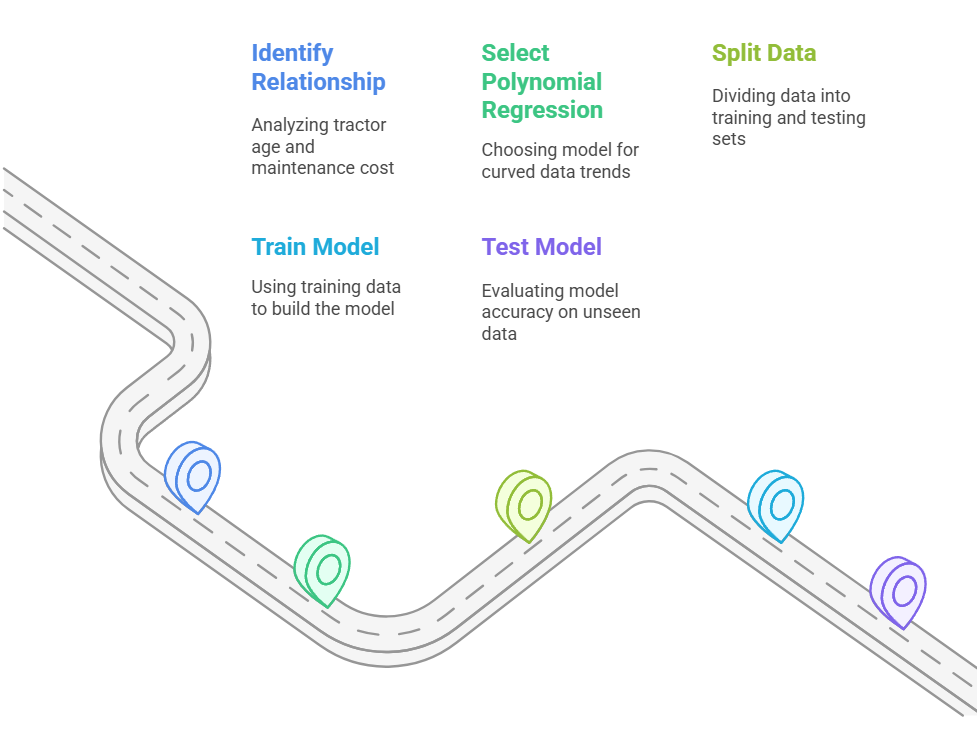 Identify
Relationship
Analyzing tractor
age and
maintenance cost
Select
Polynomial
Regression
Choosing model for
curved data trends
Split Data
Dividing data into
training and testing
sets
Train Model
Using training data
to build the model
Test Model
Evaluating model
accuracy on unseen
data